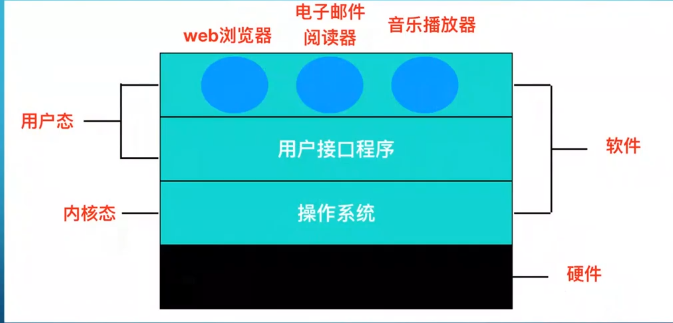 web浏览器
电子邮件
阅读器
音乐播放器
用户态
用户接口程序
软件
内核态
操作系统
硬件